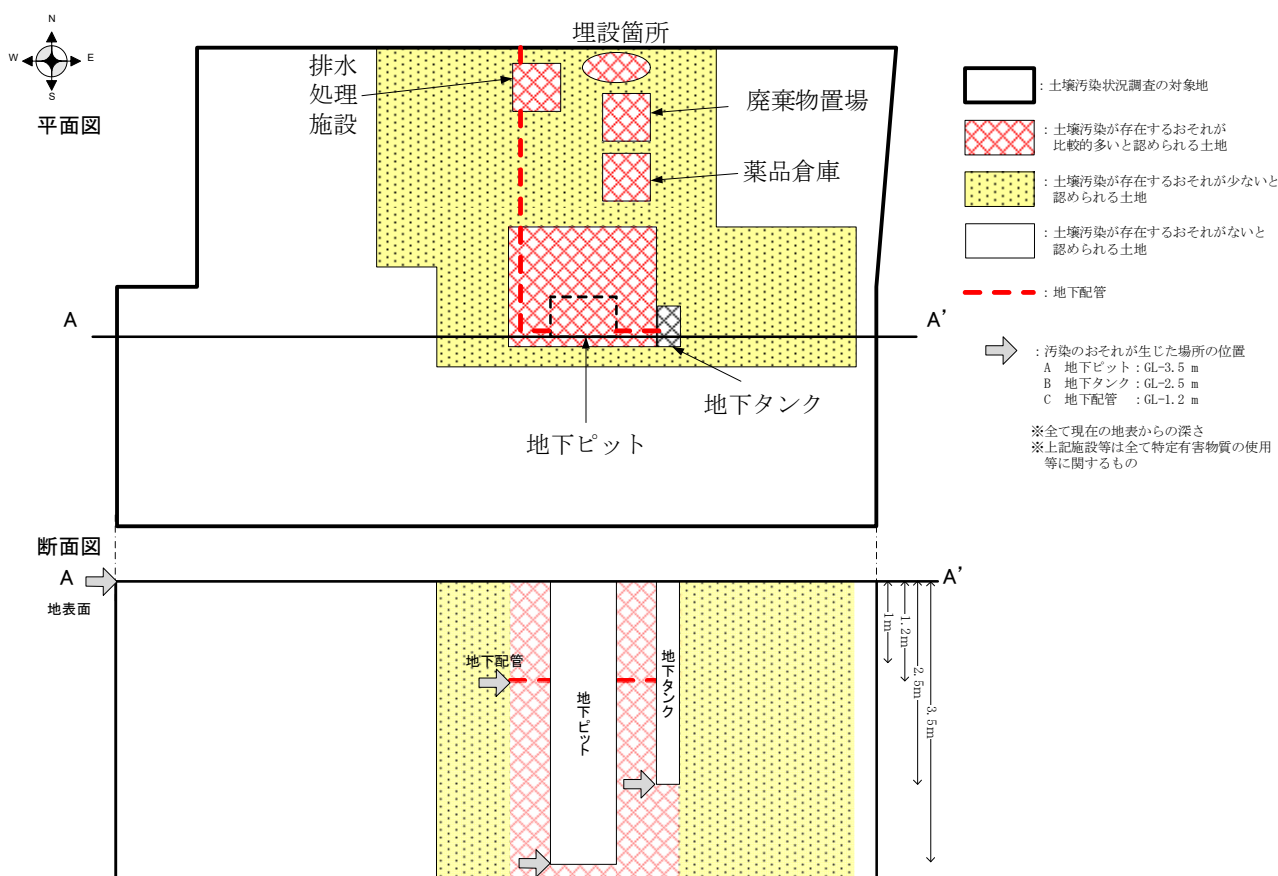 N
W
E
S
平面図
埋設箇所
排水
処理
施設
廃棄物置場
薬品倉庫
A
A'
地下タンク
地下ピット
：土壌汚染状況調査の対象地
：土壌汚染が存在するおそれが
比較的多いと認められる土地
：土壌汚染が存在するおそれが少ないと
認められる土地
：土壌汚染が存在するおそれがないと
認められる土地
：地下配管
：汚染のおそれが生じた場所の位置
A 地下ピット：GL-3.5 m
B 地下タンク：GL-2.5 m
C 地下配管 ：GL-1.2 m
※全て現在の地表からの深さ
※上記施設等は全て特定有害物質の使用
等に関するもの
断面図
A
A'
地表面
地下配管
地下ピット
地下タンク
1m
1.2m
2.5m
3.5m